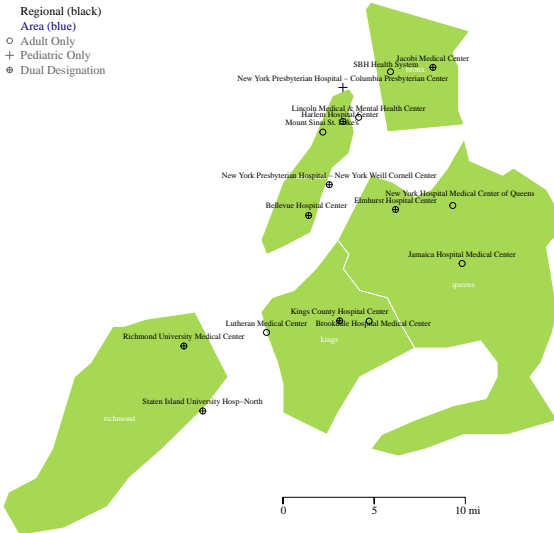 Regional (black)
Area (blue)
Adult Only
Pediatric Only
Dual Designation
Jacobi Medical Center
SBH Health System
New York Presbyterian Hospital – Columbia Presbyterian Center
Lincoln Medical & Mental Health Center
Harlem Hospital Center
Mount Sinai St. Luke's
New York Presbyterian Hospital – New York Weill Cornell Center
New York Hospital Medical Center of Queens
Elmhurst Hospital Center
Bellevue Hospital Center
Jamaica Hospital Medical Center
queens
Kings County Hospital Center
Lutheran Medical Center
Brookdale Hospital Medical Center
Richmond University Medical Center
kings
Staten Island University Hosp–North
richmond
0 5 10 mi